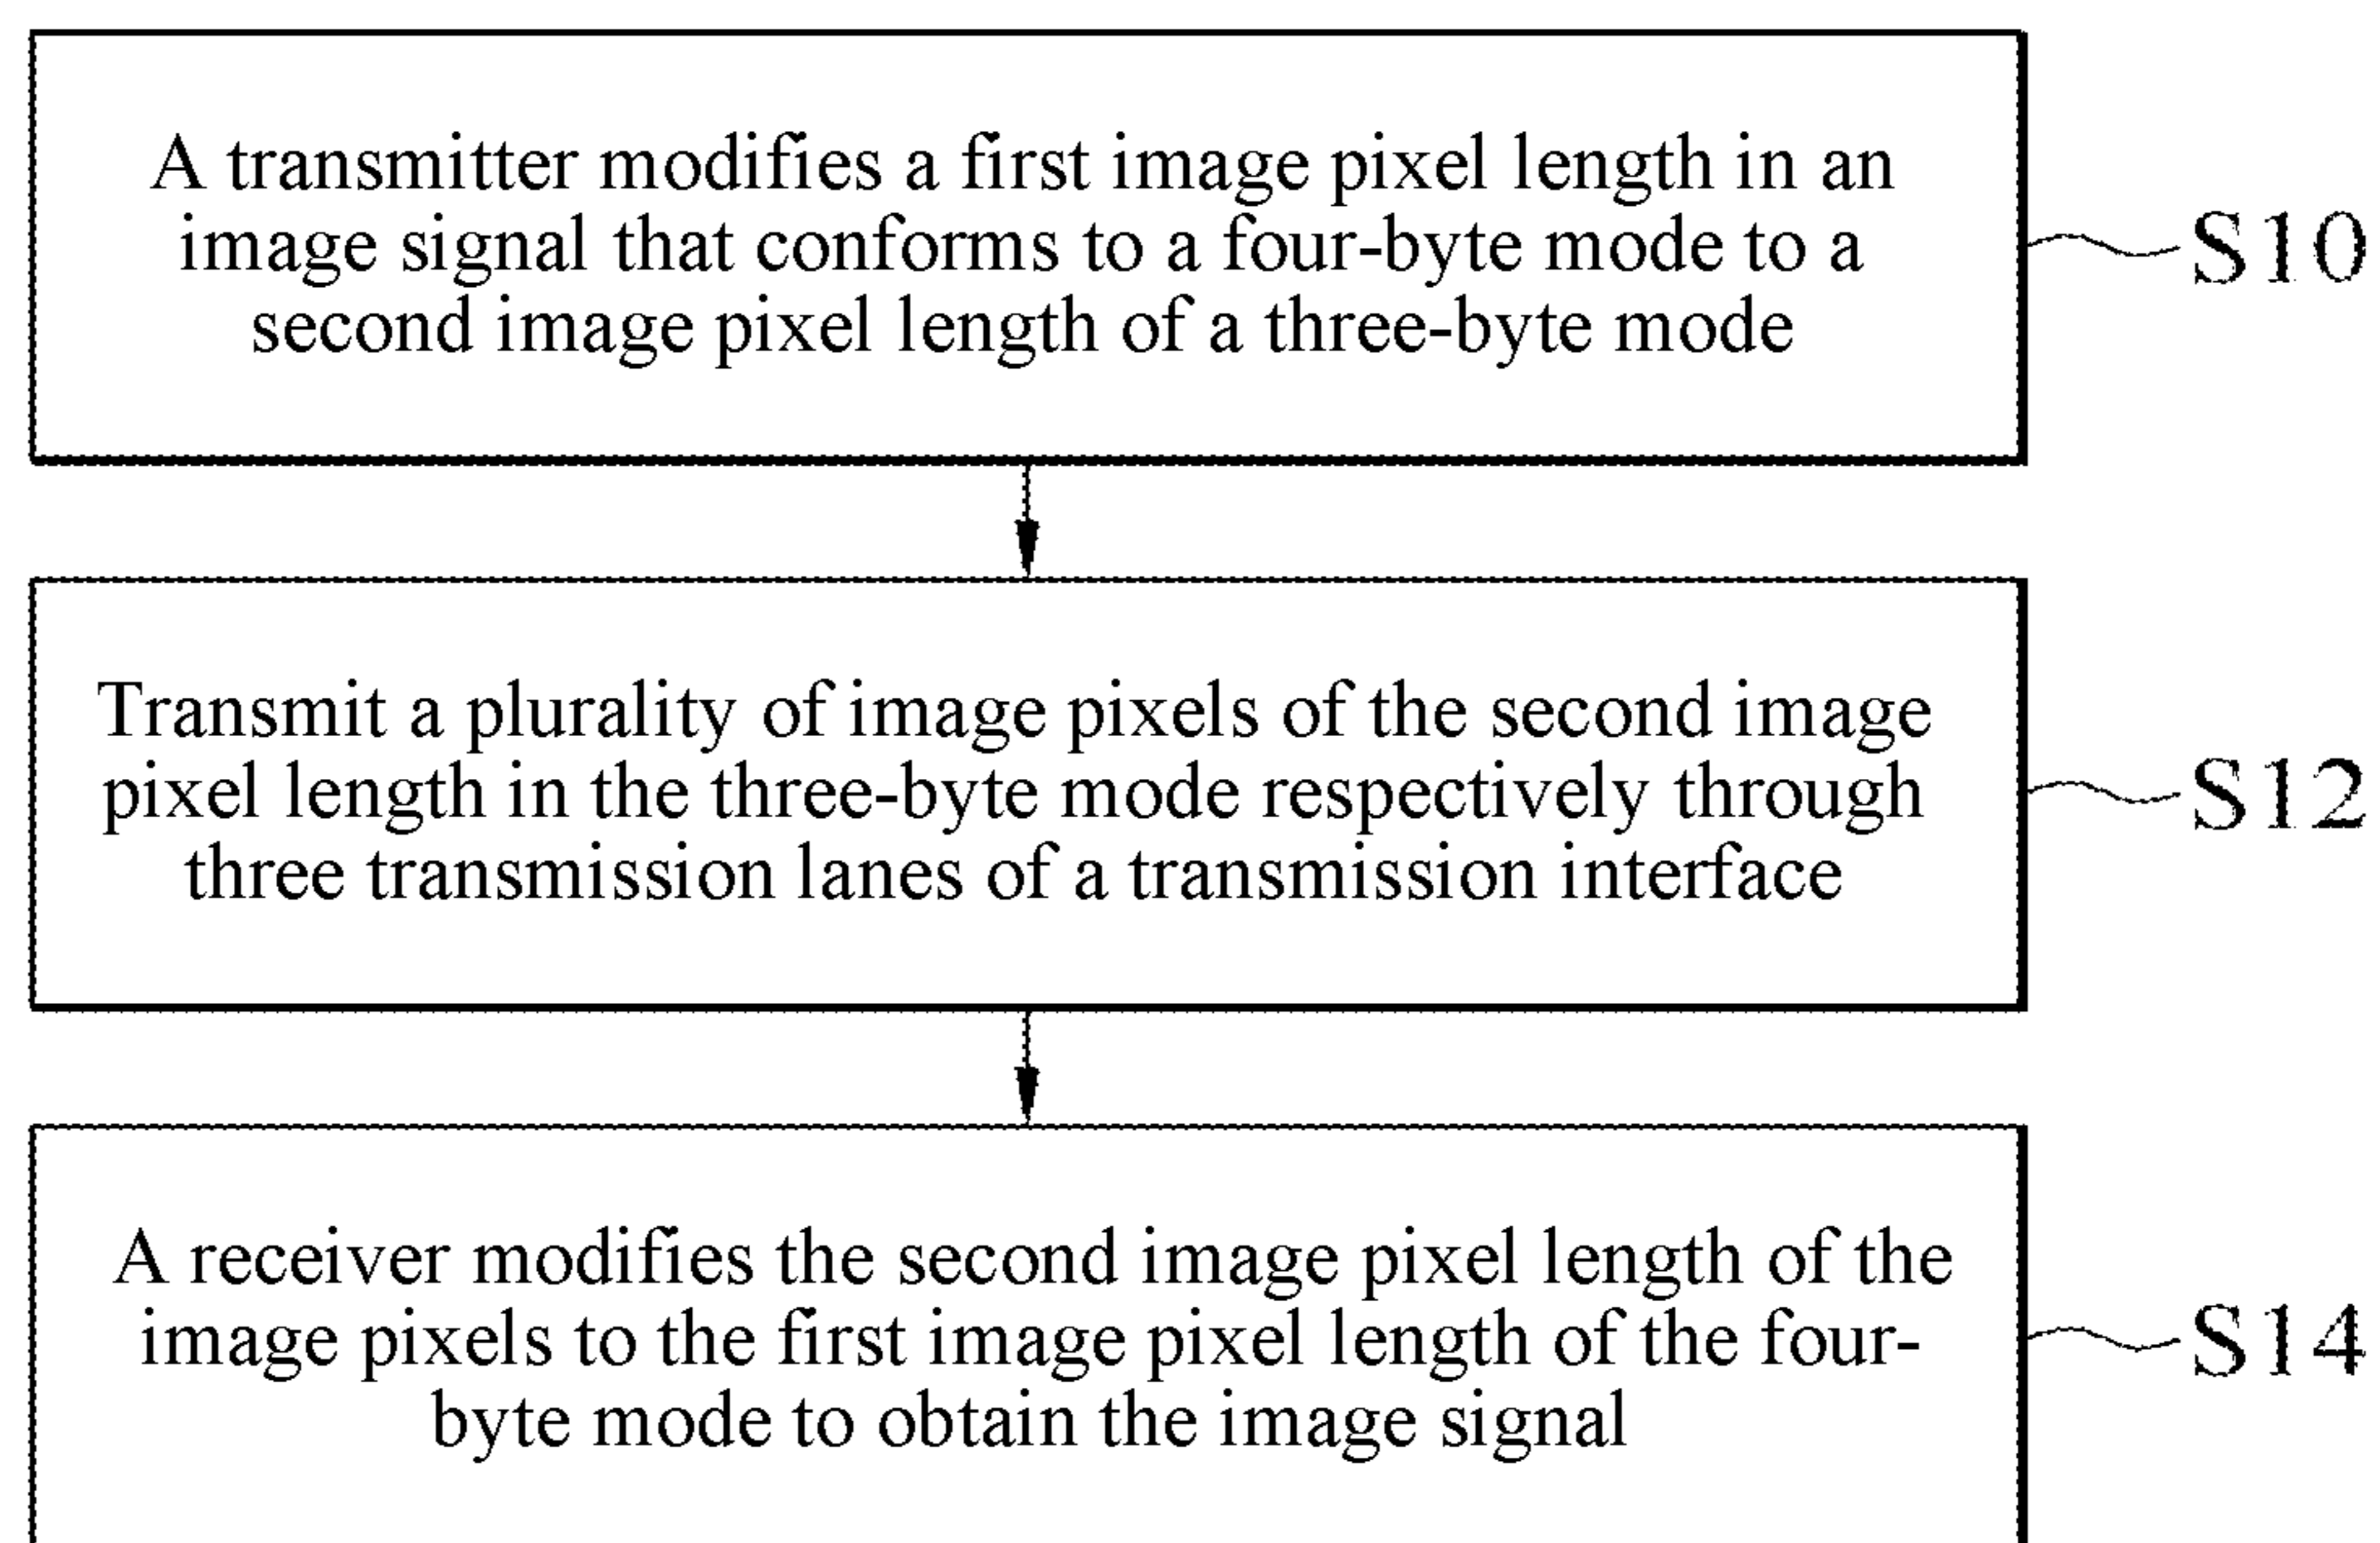 A transmitter modifies a first image pixel length in an
image signal that conforms to a four-byte mode to a
second image pixel length of a three-byte mode
S10
Transmit a plurality of image pixels of the second image
pixel length in the three-byte mode respectively through
three transmission lanes of a transmission interface
S12
A receiver modifies the second image pixel length of the
image pixels to the first image pixel length of the four-
byte mode to obtain the image signal
S14